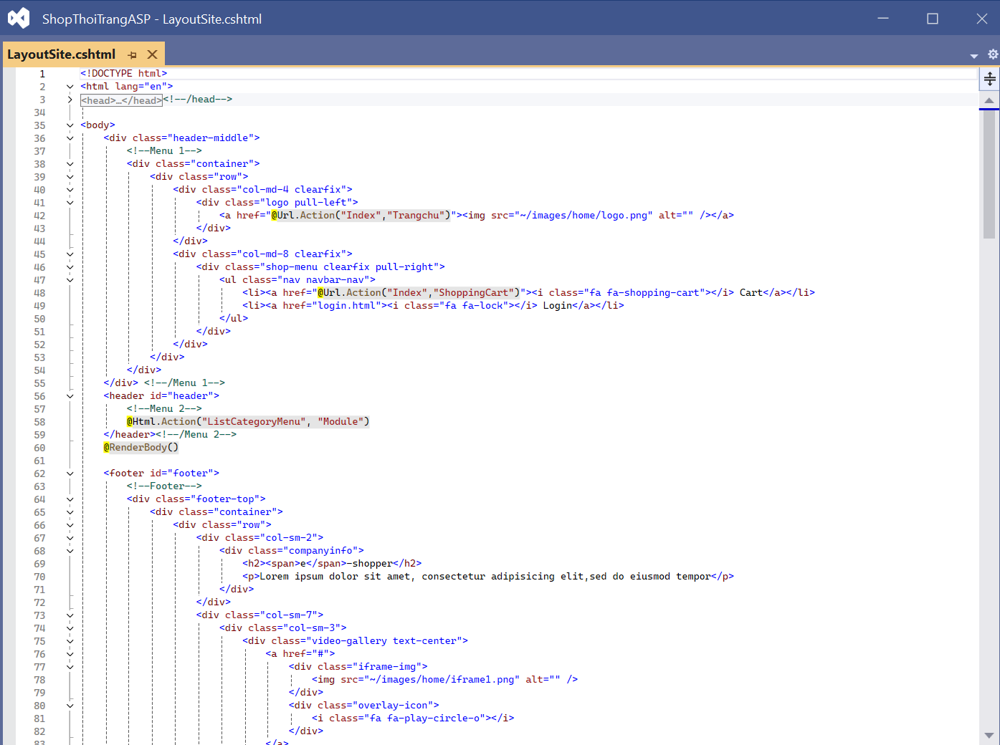 ShopThoiTrangASP - LayoutSite.cshtml
LayoutSite.cshtml
1 <!DOCTYPE html>
2 <html lang="en">
3 <head>...</head><!--/head-->
34
35 <body>
36 <div class="header-middle">
37 <!--Menu 1-->
38 <div class="container">
39 <div class="row">
40 <div class="col-md-4 clearfix">
41 <div class="logo pull-left">
42 <a href="@Url.Action("Index","Trangchu")"><img src="~/images/home/logo.png" alt="" /></a>
43 </div>
44 </div>
45 <div class="col-md-8 clearfix">
46 <div class="shop-menu clearfix pull-right">
47 <ul class="nav navbar-nav">
48 <li><a href="@Url.Action("Index","ShoppingCart")"><i class="fa fa-shopping-cart"></i> Cart</a></li>
49 <li><a href="login.html"><i class="fa fa-lock"></i> Login</a></li>
50 </ul>
51 </div>
52 </div>
53 </div>
54 </div>
55 </div> <!--/Menu 1-->
56 <header id="header">
57 <!--Menu 2-->
58 @Html.Action("ListCategoryMenu", "Module")
59 </header><!--/Menu 2-->
60 @RenderBody()
61
62 <footer id="footer">
63 <!--Footer-->
64 <div class="footer-top">
65 <div class="container">
66 <div class="row">
67 <div class="col-sm-2">
68 <div class="companyinfo">
69 <h2><span>e</span>-shopper</h2>
70 <p>Lorem ipsum dolor sit amet, consectetur adipisicing elit,sed do eiusmod tempor</p>
71 </div>
72 </div>
73 <div class="col-sm-7">
74 <div class="col-sm-3">
75 <div class="video-gallery text-center">
76 <a href="#">
77 <div class="iframe-img">
78 <img src="~/images/home/iframe1.png" alt="" />
79 </div>
80 <div class="overlay-icon">
81 <i class="fa fa-play-circle-o"></i>
82 </div>
83 </a>